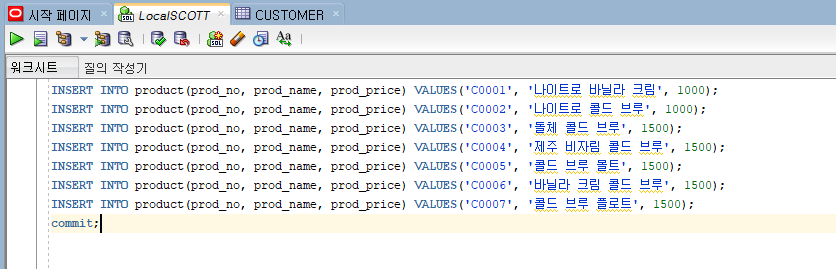 시작 페이지 LocalSCOTT CUSTOMER
워크시트 질의 작성기
INSERT INTO product(prod_no, prod_name, prod_price) VALUES('C0001', '나이트로 바닐라 크림', 1000);
INSERT INTO product(prod_no, prod_name, prod_price) VALUES('C0002', '나이트로 콜드 브루', 1000);
INSERT INTO product(prod_no, prod_name, prod_price) VALUES('C0003', '돌체 콜드 브루', 1500);
INSERT INTO product(prod_no, prod_name, prod_price) VALUES('C0004', '제주 비자림 콜드 브루', 1500);
INSERT INTO product(prod_no, prod_name, prod_price) VALUES('C0005', '콜드 브루 몰트', 1500);
INSERT INTO product(prod_no, prod_name, prod_price) VALUES('C0006', '바닐라 크림 콜드 브루', 1500);
INSERT INTO product(prod_no, prod_name, prod_price) VALUES('C0007', '콜드 브루 플로트', 1500);
commit;